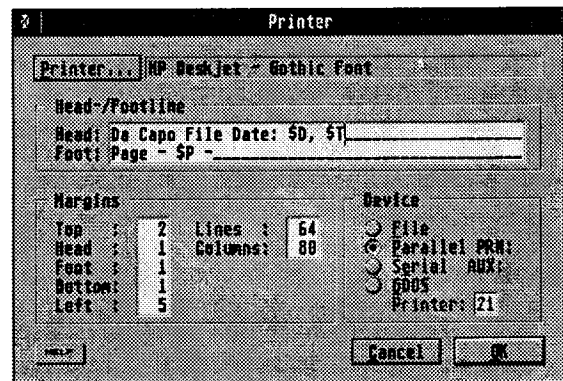 Printer
Printer... HP Deskjet - Gothic Font
Head-/Footline
Head: Da Capo File Date: $D, $T
Foot: Page - $P -
Margins
Top : 2 Lines : 64
Head : 1 Columns: 80
Foot : 1
Bottom: 1
Left : 5
Device
File
Parallel PRN:
Serial AUX:
GDOS
Printer: 21
HELP Cancel OK